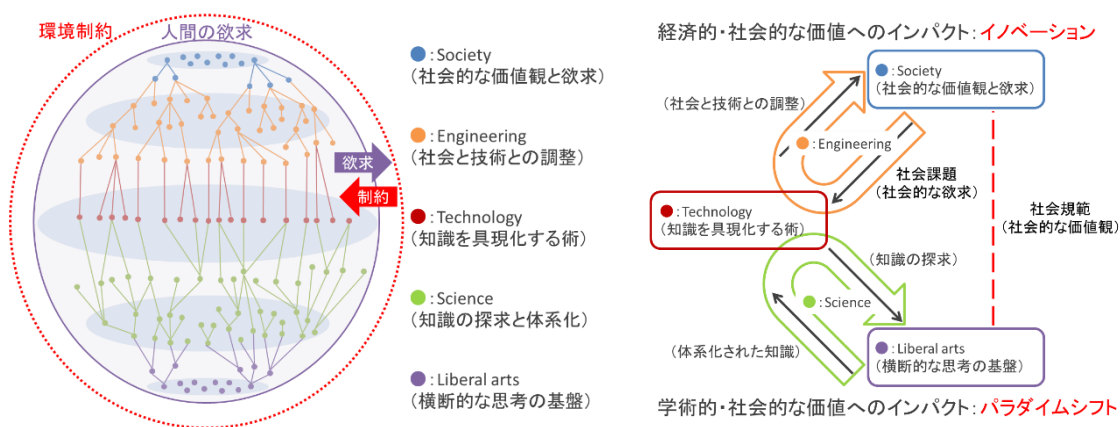 環境制約
人間の欲求
欲求
制約
: Society
(社会的な価値観と欲求)
: Engineering
(社会と技術との調整)
: Technology
(知識を具現化する術)
: Science
(知識の探求と体系化)
: Liberal arts
(横断的な思考の基盤)
経済的・社会的な価値へのインパクト: イノベーション
: Society
(社会的な価値観と欲求)
(社会と技術との調整)
: Engineering
社会課題
(社会的な欲求)
: Technology
(知識を具現化する術)
社会規範
(社会的な価値観)
(知識の探求)
: Science
(体系化された知識)
: Liberal arts
(横断的な思考の基盤)
学術的・社会的な価値へのインパクト: パラダイムシフト